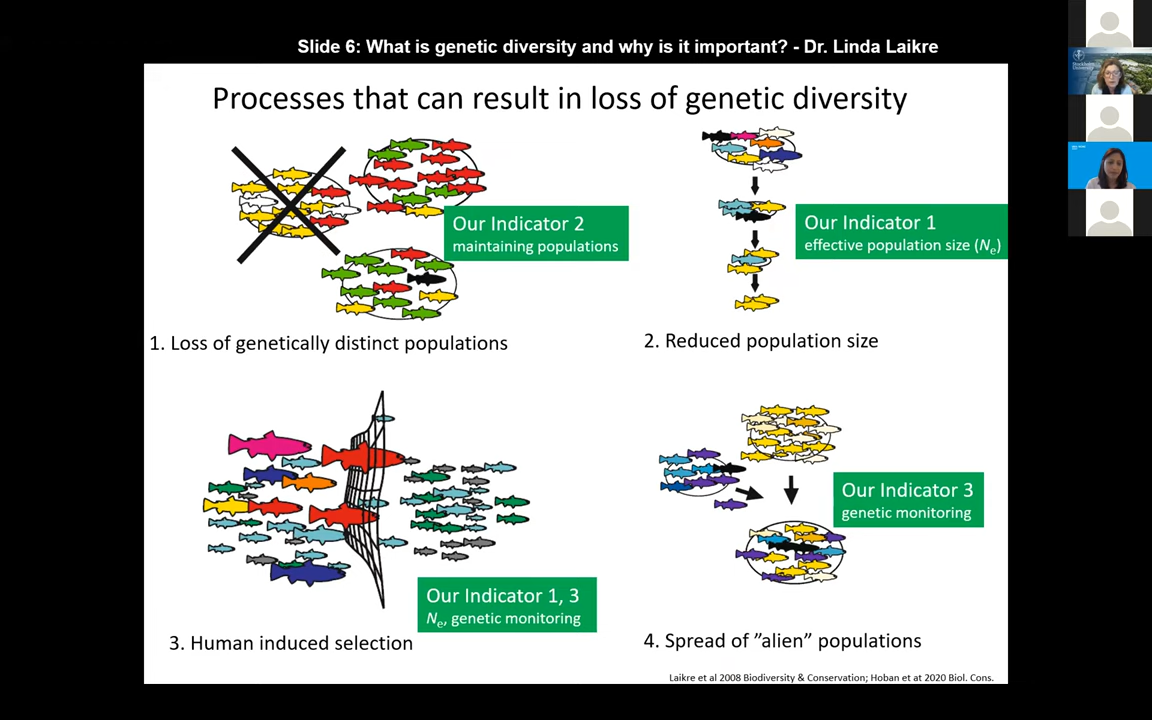 Slide 6: What is genetic diversity and why is it important? - Dr. Linda Laikre
Processes that can result in loss of genetic diversity
Our Indicator 2
maintaining populations
1. Loss of genetically distinct populations
Our Indicator 1
effective population size (Ne)
2. Reduced population size
Our Indicator 1, 3
Ne, genetic monitoring
3. Human induced selection
Our Indicator 3
genetic monitoring
4. Spread of ”alien” populations
Laikre et al 2008 Biodiversity & Conservation; Hoban et at 2020 Biol. Cons.
Stockholm
University